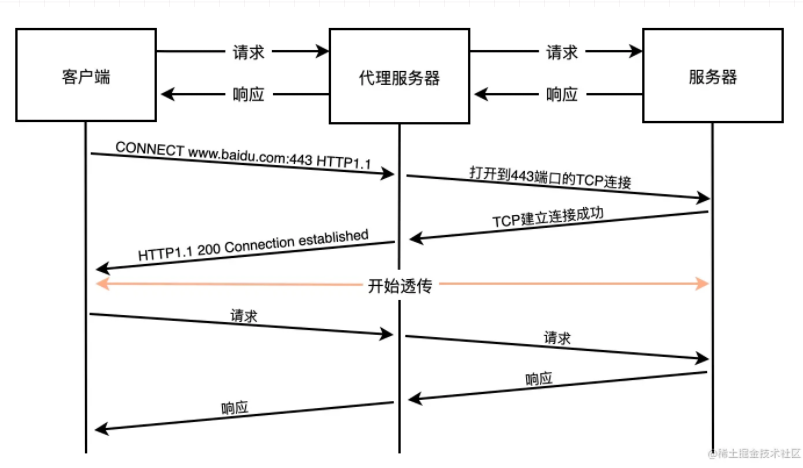 请求
请求
客户端
代理服务器
服务器
响应
响应
CONNECT www.baidu.com:443 HTTP1.1
打开到443端口的TCP连接
TCP建立连接成功
HTTP1.1 200 Connection established
开始透传
请求
请求
响应
响应
@稀土掘金技术社区